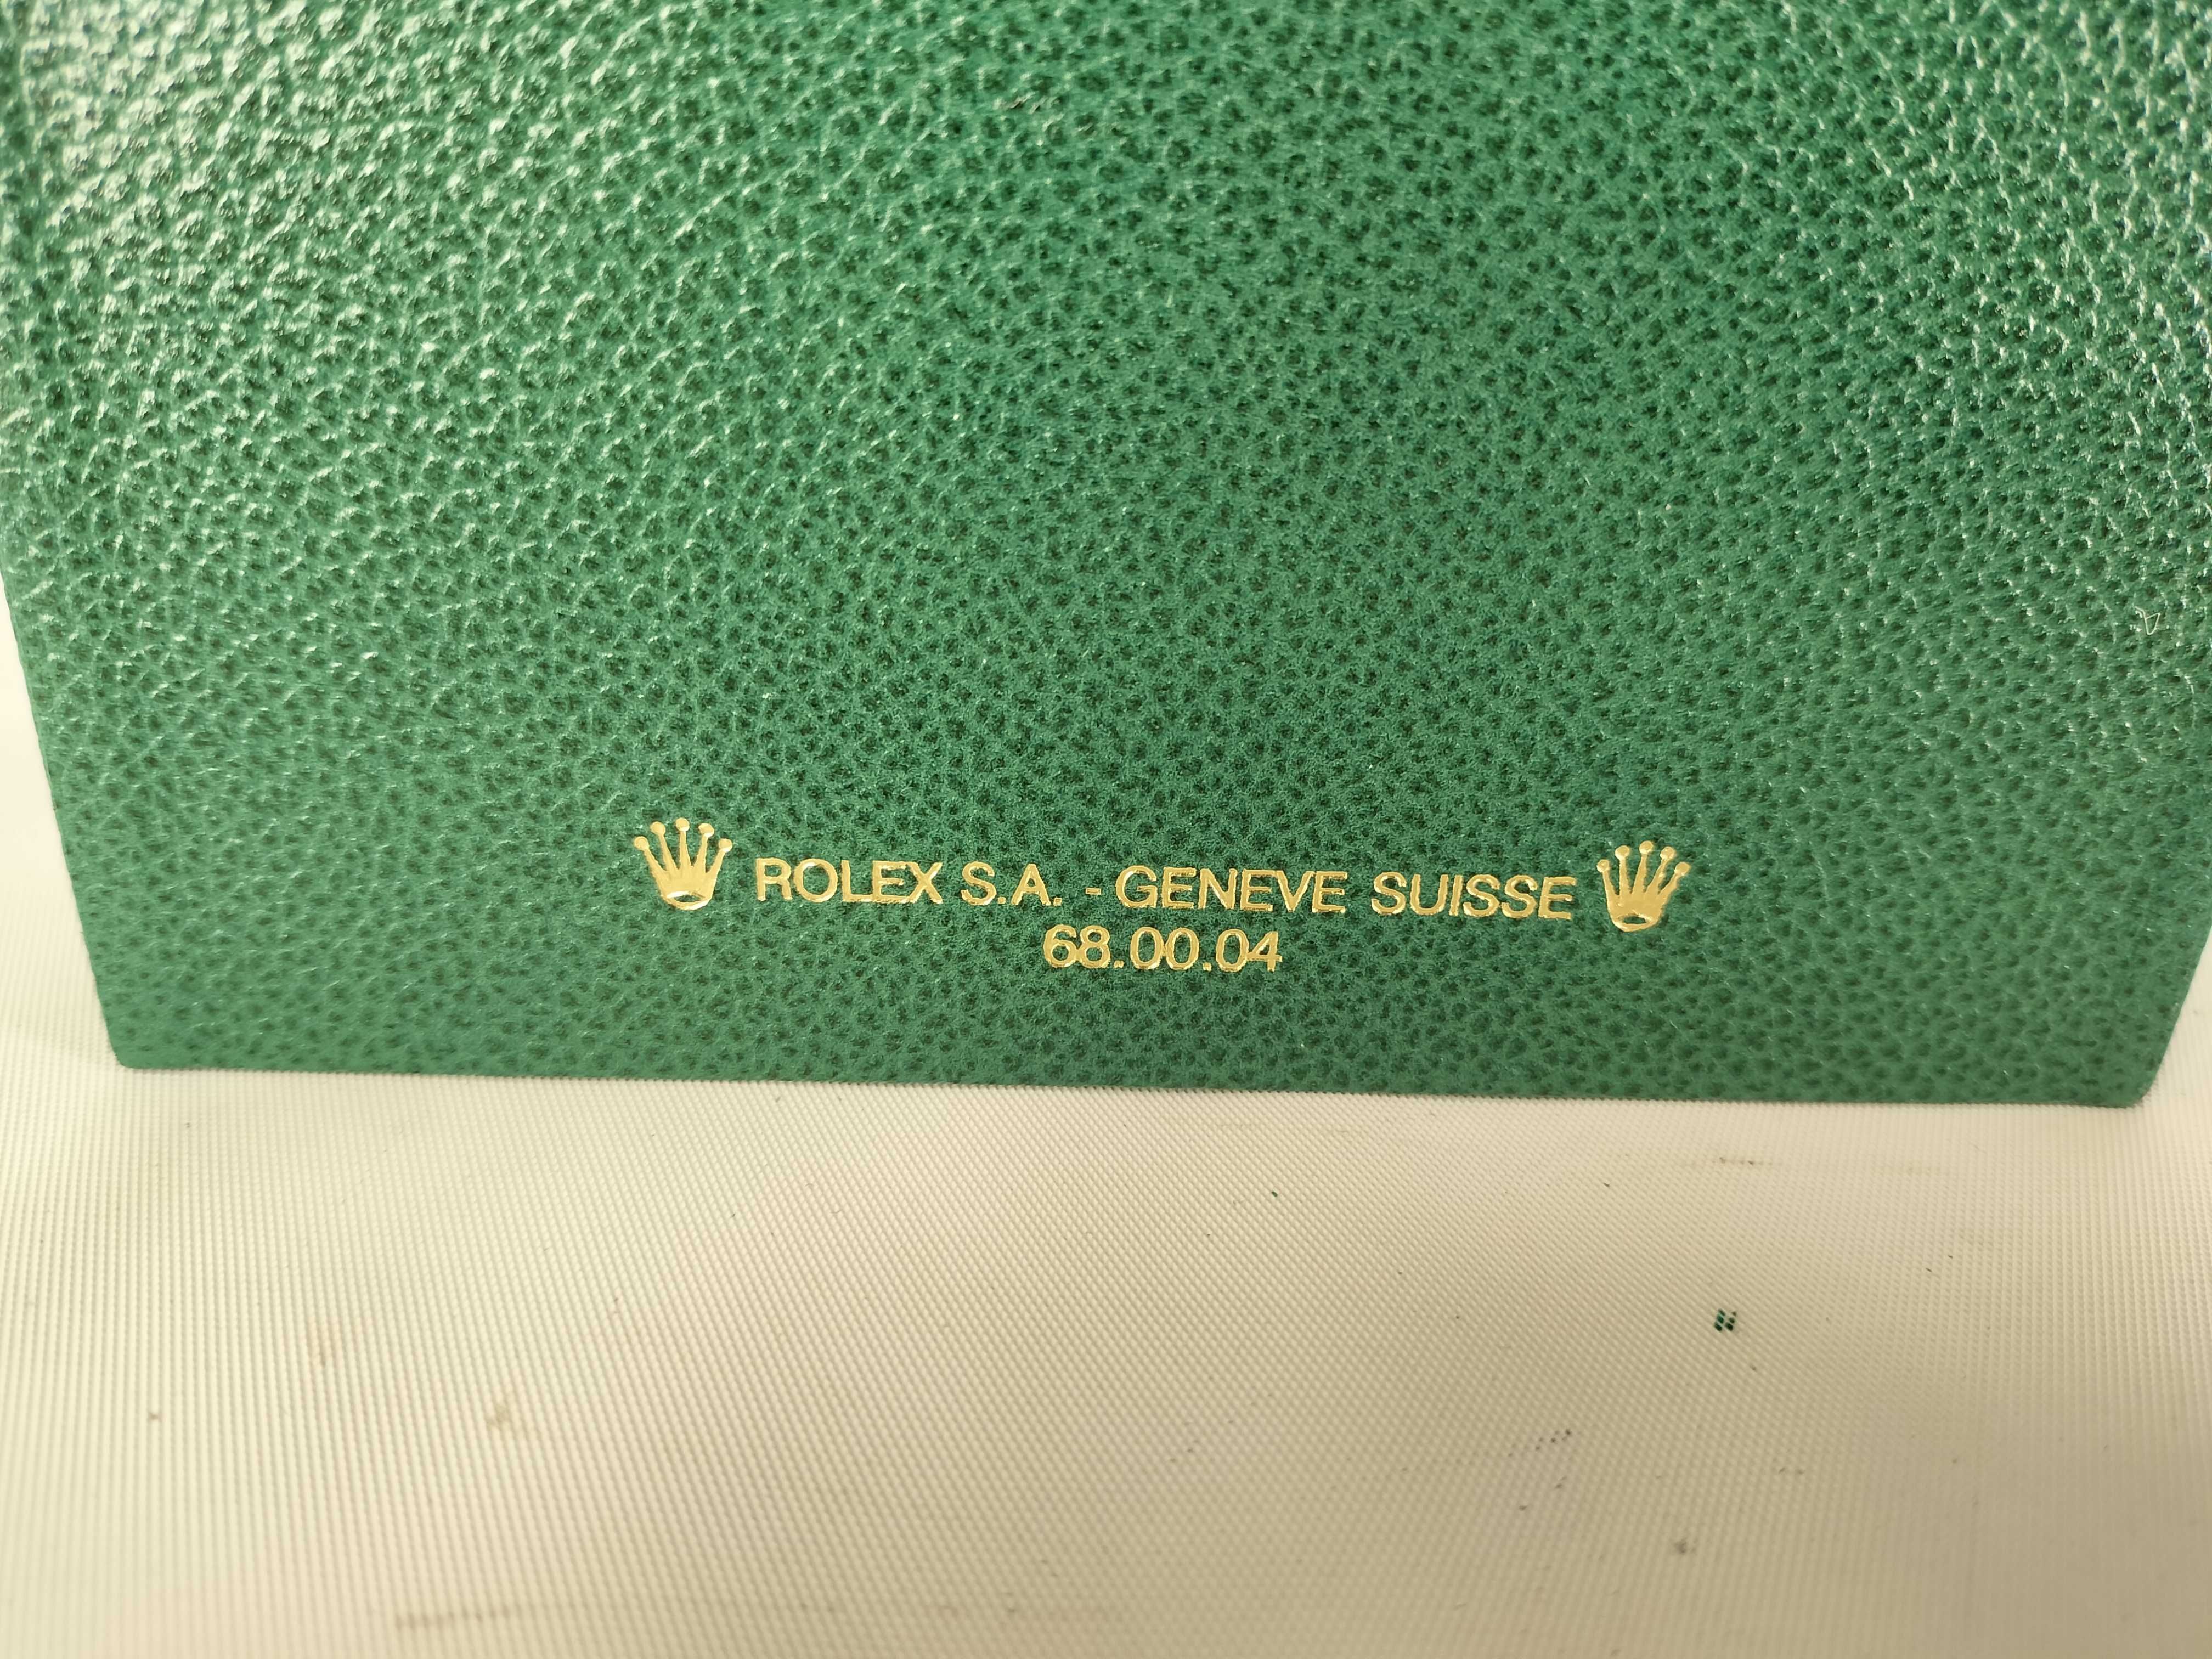 ROLEX S.A. - GENEVE SUISSE
68.00.04